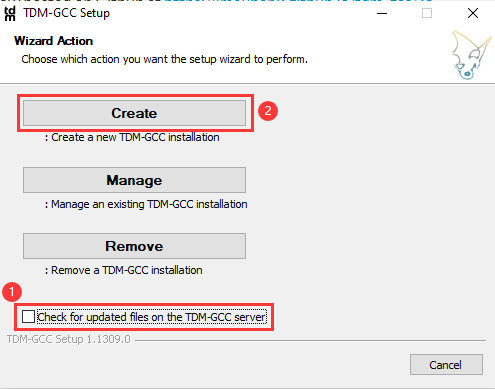 TDM-GCC Setup
Wizard Action
Choose which action you want the setup wizard to perform.
Create
2
: Create a new TDM-GCC installation
Manage
: Manage an existing TDM-GCC installation
Remove
: Remove a TDM-GCC installation
1
Check for updated files on the TDM-GCC server
TDM-GCC Setup 1.1309.0
Cancel